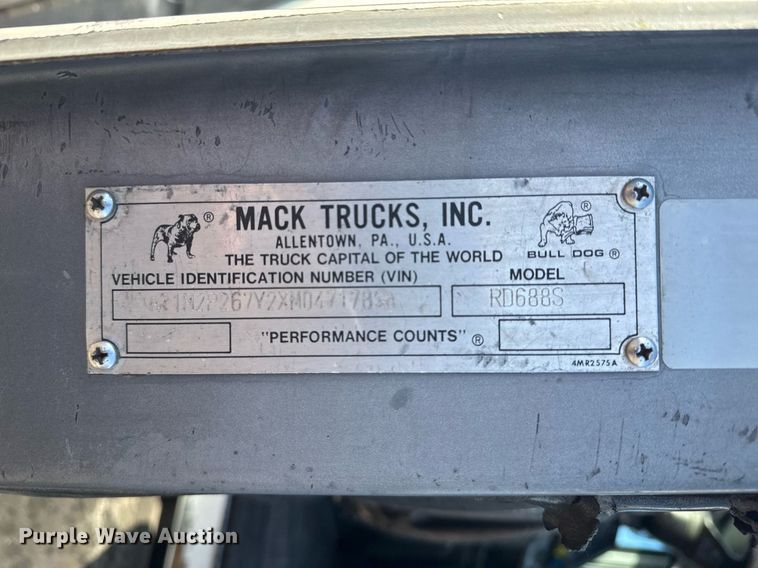 ® MACK TRUCKS, INC. ®
ALLENTOWN, PA., U.S.A.
THE TRUCK CAPITAL OF THE WORLD BULL DOG ®
VEHICLE IDENTIFICATION NUMBER (VIN) MODEL
RD688S
"PERFORMANCE COUNTS" ®
4MR2575A
Purple Wave Auction